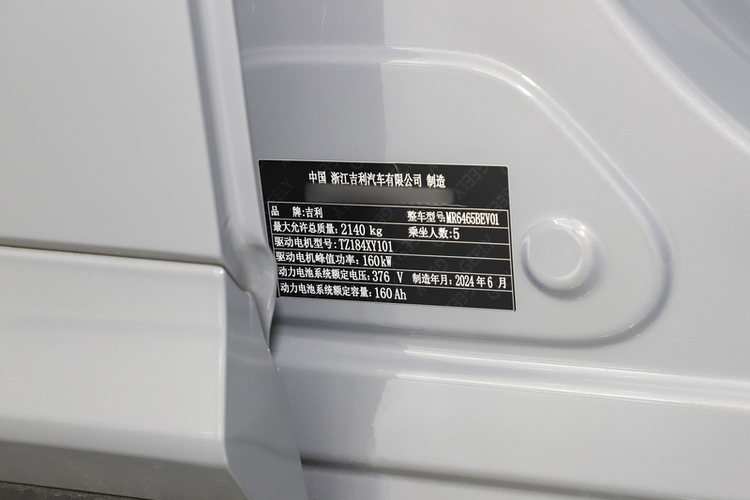 中国 浙江吉利汽车有限公司 制造
品 牌:吉利 整车型号:MR6465BEV01
最大允许总质量:2140 kg 乘坐人数:5
驱动电机型号:TZ184XY101
驱动电机峰值功率:160kW
动力电池系统额定电压:376 V 制造年月:2024 年 6 月
动力电池系统额定容量:160 Ah